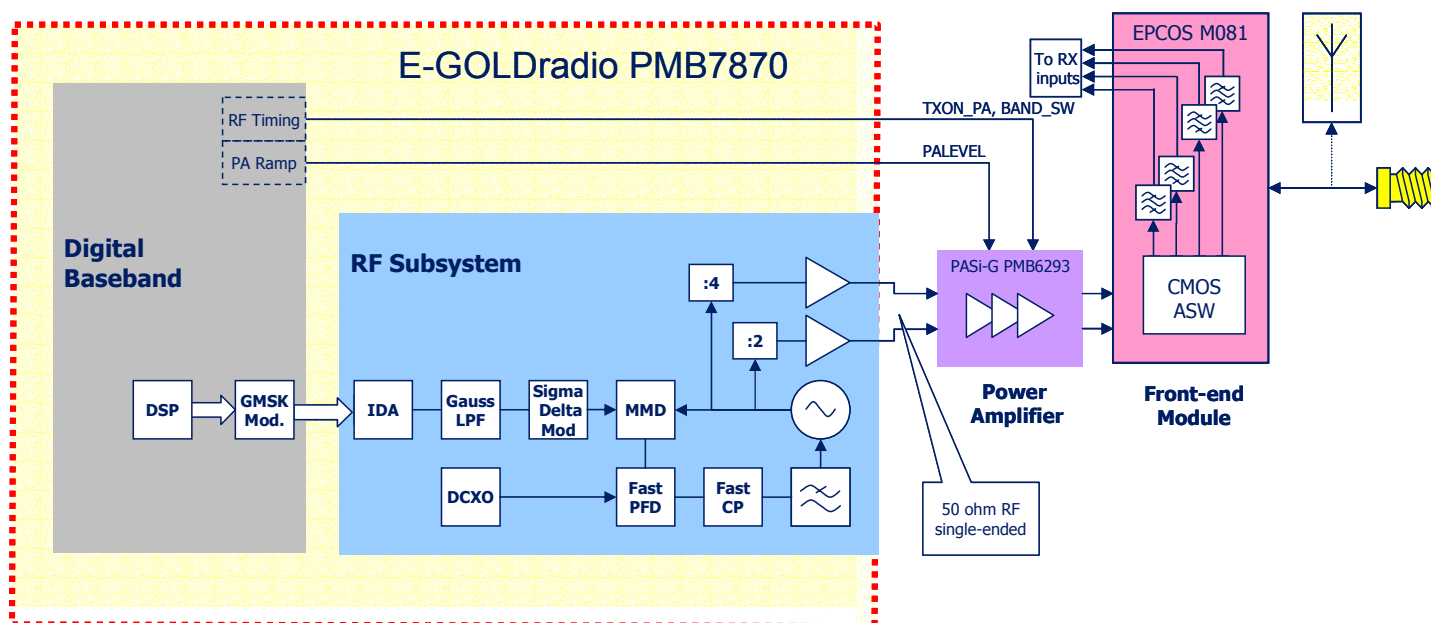 E-GOLDradio PMB7870
EPCOS M081
To RX
inputs
RF Timing
TXON_PA, BAND_SW
PA Ramp
PALEVEL
Digital
Baseband
RF Subsystem
PASi-G PMB6293
:4
:2
CMOS
ASW
Power
Amplifier
Front-end
Module
DSP
GMSK
Mod.
IDA
Gauss
LPF
Sigma
Delta
Mod
MMD
DCXO
Fast
PFD
Fast
CP
50 ohm RF
single-ended